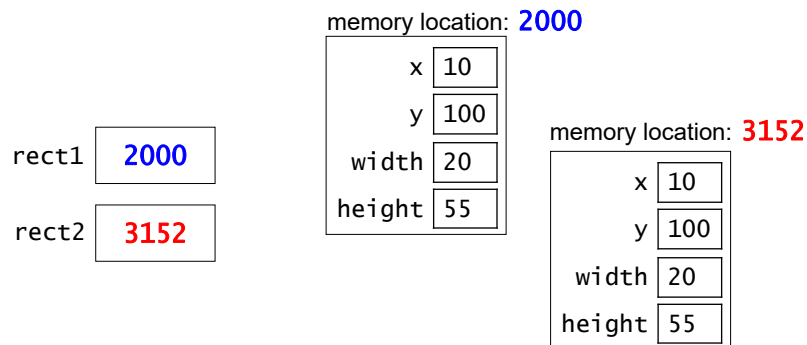 rect1 2000
rect2 3152
memory location: 2000
x 10
y 100
width 20
height 55
memory location: 3152
x 10
y 100
width 20
height 55